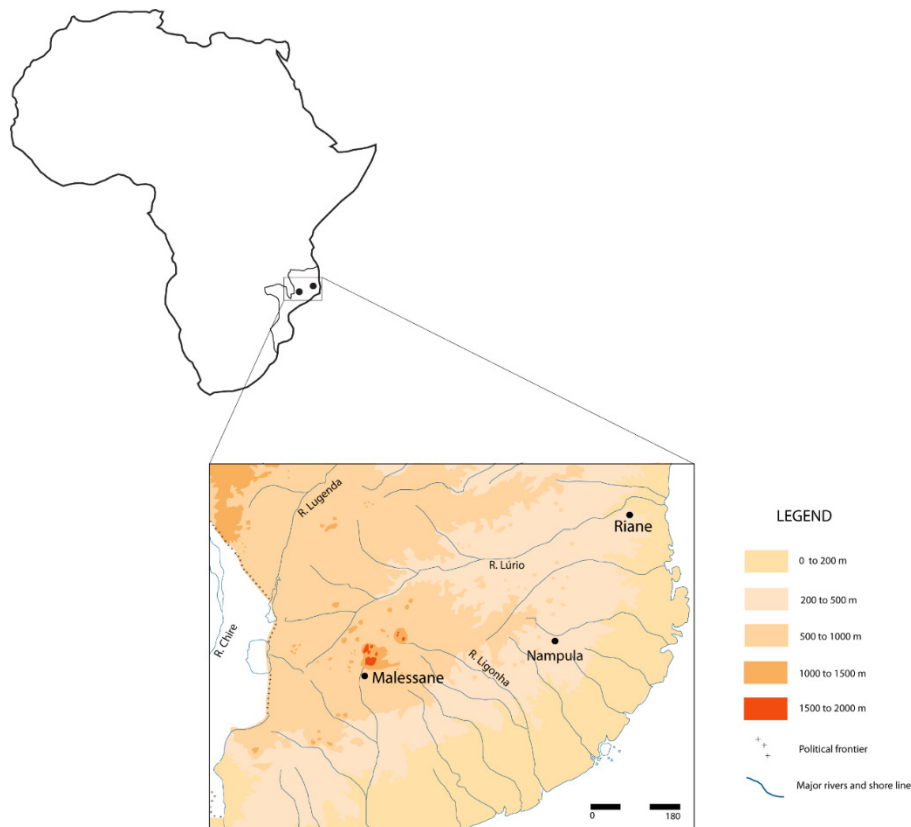 R. Lugenda
Riane
R. Lúrio
R. Chire
R. Ligonha
Nampula
Malessane
0 180
LEGEND
0 to 200 m
200 to 500 m
500 to 1000 m
1000 to 1500 m
1500 to 2000 m
Political frontier
Major rivers and shore line